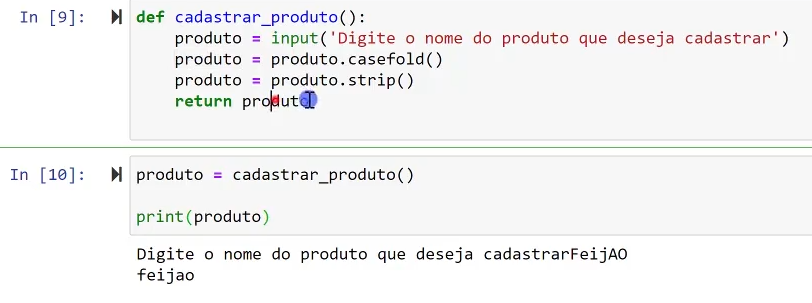 In [9]: def cadastrar_produto():
produto = input('Digite o nome do produto que deseja cadastrar')
produto = produto.casefold()
produto = produto.strip()
return produto
In [10]: produto = cadastrar_produto()
print(produto)
Digite o nome do produto que deseja cadastrarFeijAO
feijao